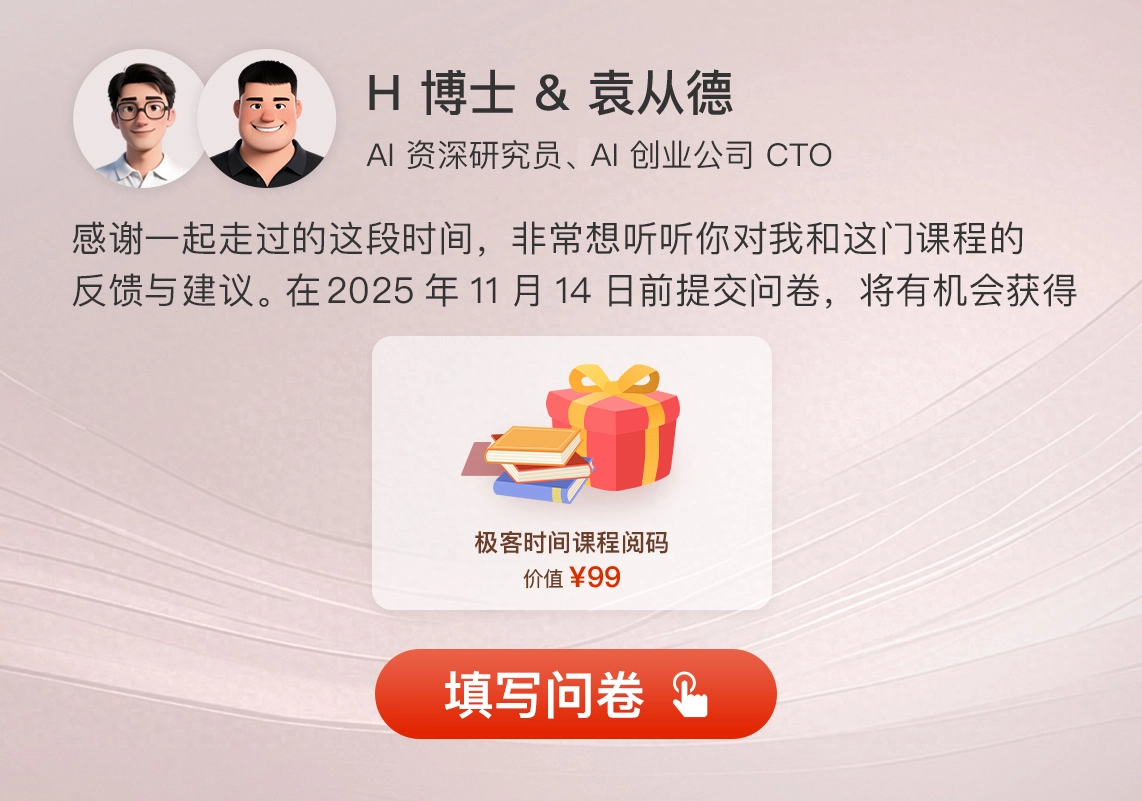 H 博士 & 袁从德
AI 资深研究员、AI 创业公司 CTO
感谢一起走过的这段时间，非常想听听你对我和这门课程的
反馈与建议。在 2025 年 11 月 14 日前提交问卷，将有机会获得
极客时间课程阅码
价值 ¥99
填写问卷